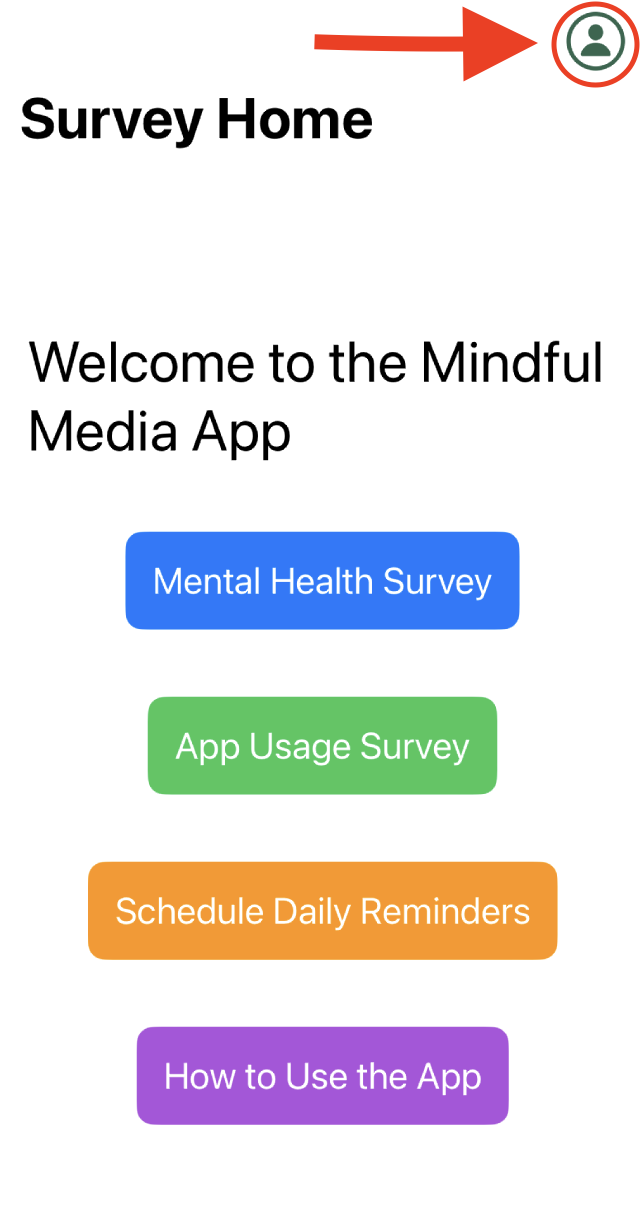 Survey Home
Welcome to the Mindful
Media App
Mental Health Survey
App Usage Survey
Schedule Daily Reminders
How to Use the App